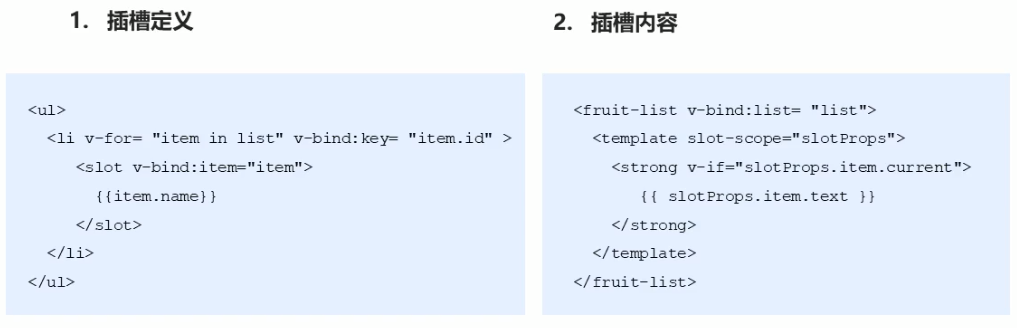 1. 插槽定义
<ul>
<li v-for= "item in list" v-bind:key= "item.id" >
<slot v-bind:item="item">
{{item.name}}
</slot>
</li>
</ul>
2. 插槽内容
<fruit-list v-bind:list= "list">
<template slot-scope="slotProps">
<strong v-if="slotProps.item.current">
{{ slotProps.item.text }}
</strong>
</template>
</fruit-list>